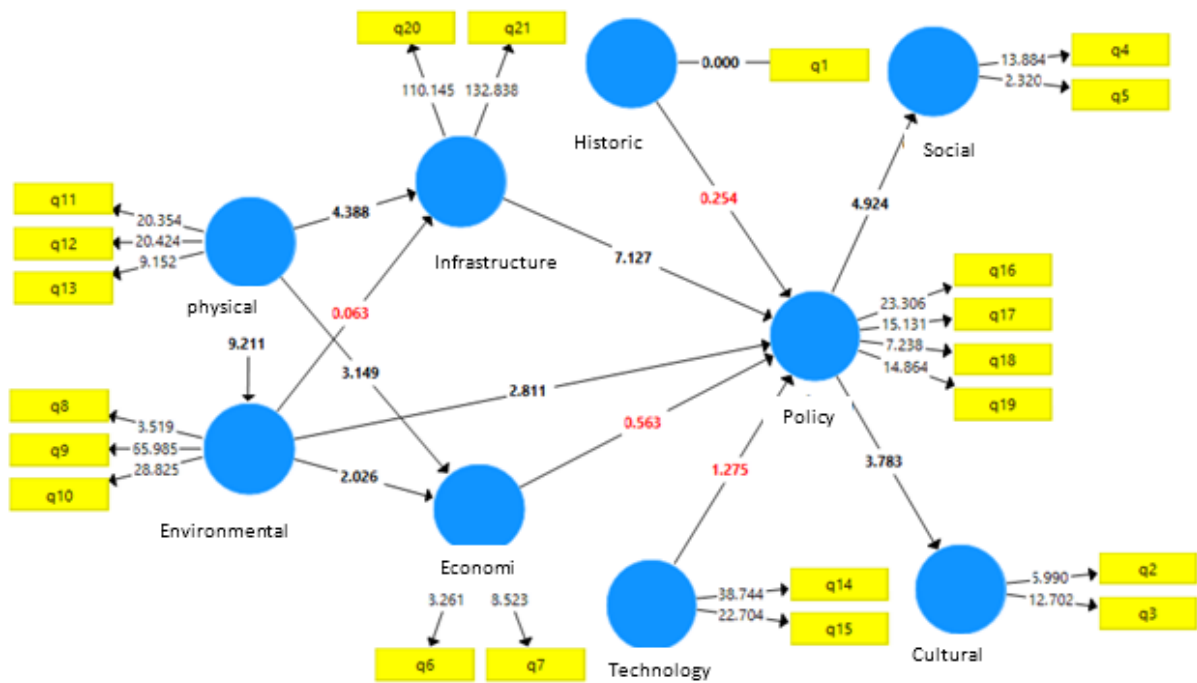 q20
q21
q1
q4
q5
0.000
13.884
2.320
110.145
132.838
Historic
Social
q11
q12
q13
20.354
20.424
9.152
4.388
0.254
4.924
Infrastructure
7.127
physical
0.063
q16
q17
q18
q19
23.306
15.131
7.238
14.864
9.211
3.149
2.811
Policy
q8
q9
q10
3.519
65.985
28.825
0.563
2.026
1.275
3.783
Environmental
Economi
3.261
8.523
q6
q7
38.744
22.704
q14
q15
Technology
5.990
12.702
q2
q3
Cultural